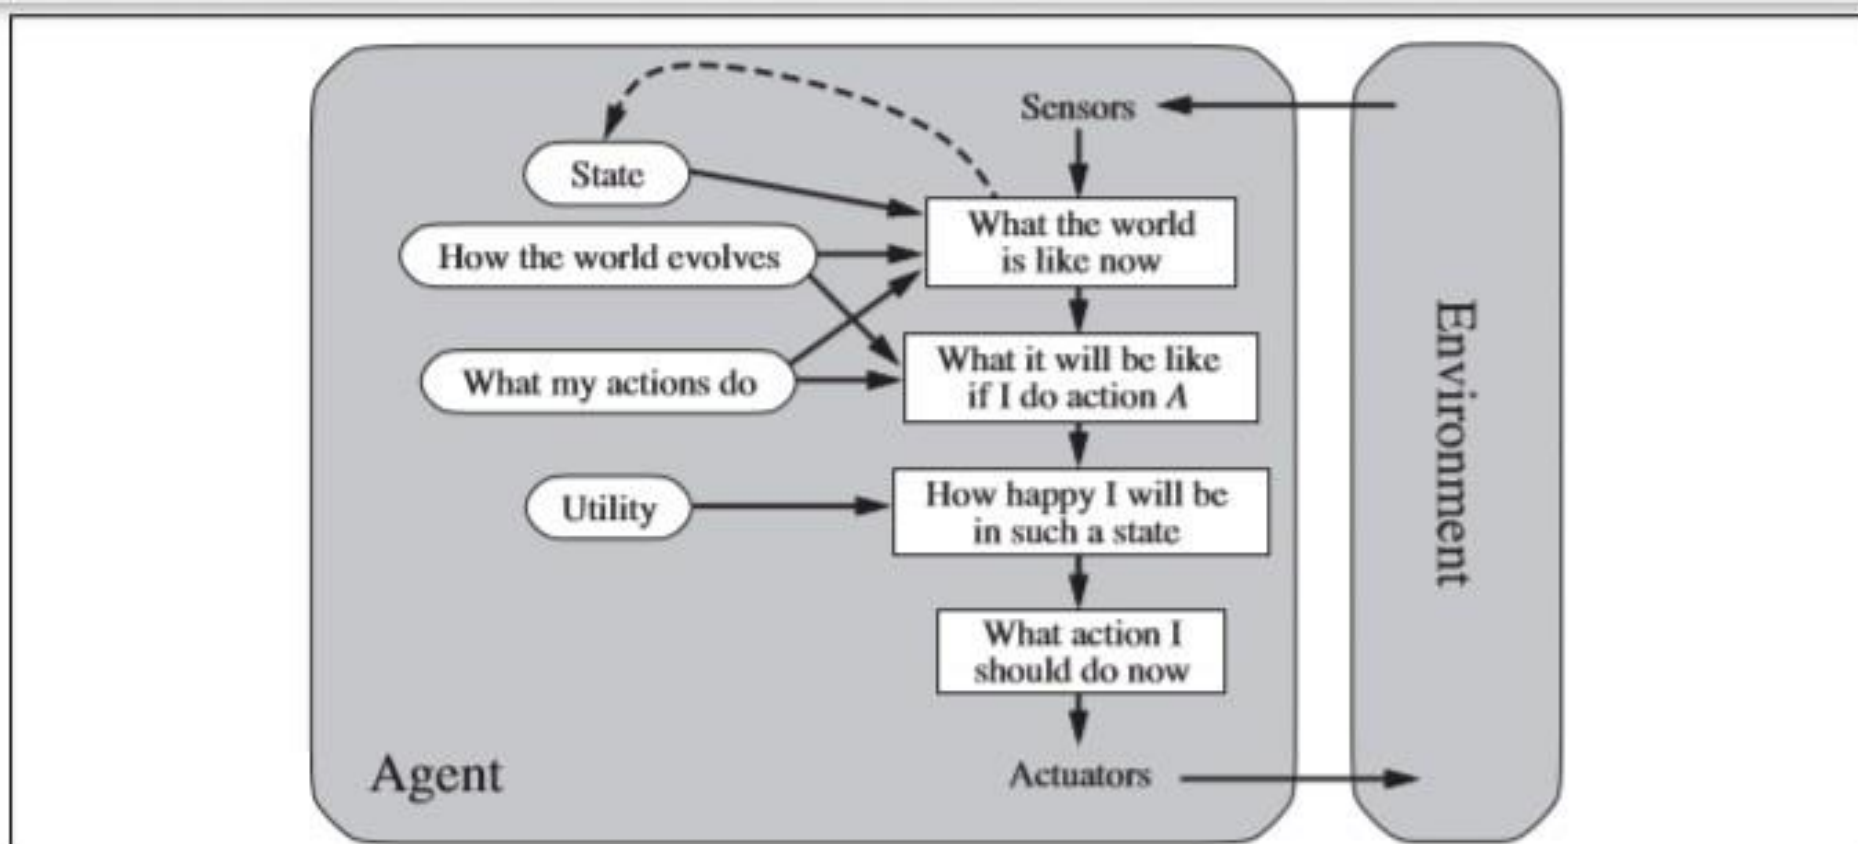 Sensors
State
What the world
is like now
How the world evolves
What it will be like
if I do action A
What my actions do
How happy I will be
in such a state
Utility
What action I
should do now
Agent
Actuators
Environment